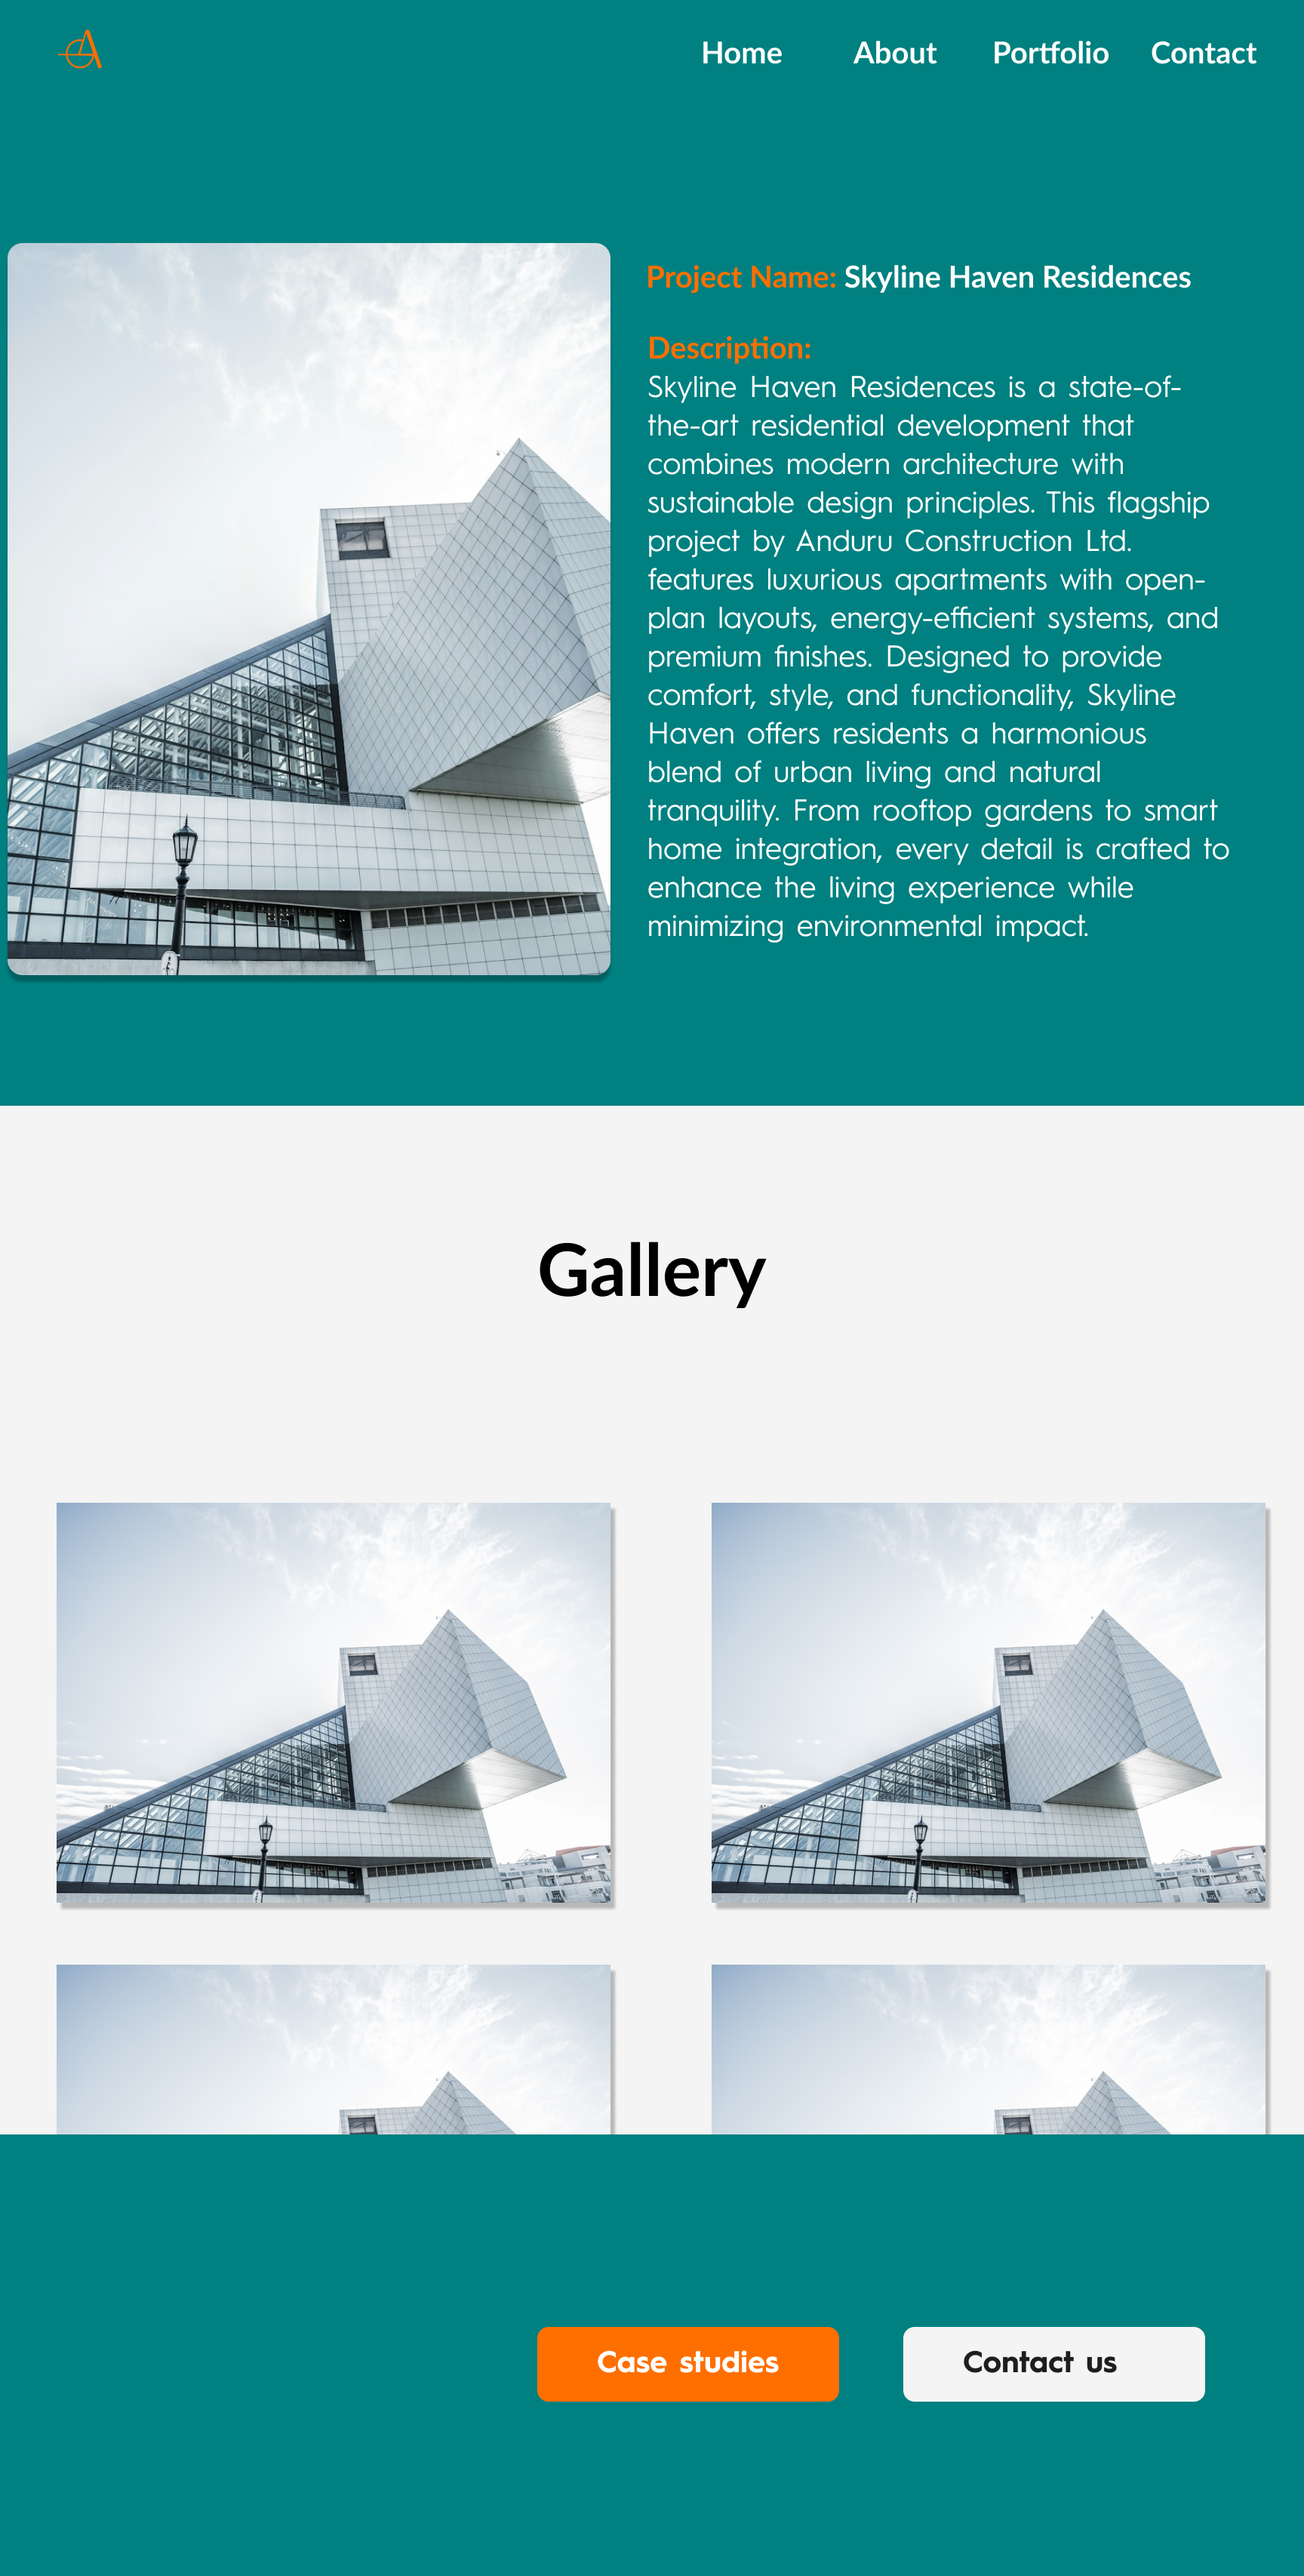 Home About Portfolio Contact
Project Name: Skyline Haven Residences
Description:
Skyline Haven Residences is a state-of-
the-art residential development that
combines modern architecture with
sustainable design principles. This flagship
project by Anduru Construction Ltd.
features luxurious apartments with open-
plan layouts, energy-efficient systems, and
premium finishes. Designed to provide
comfort, style, and functionality, Skyline
Haven offers residents a harmonious
blend of urban living and natural
tranquility. From rooftop gardens to smart
home integration, every detail is crafted to
enhance the living experience while
minimizing environmental impact.
Gallery
Case studies Contact us